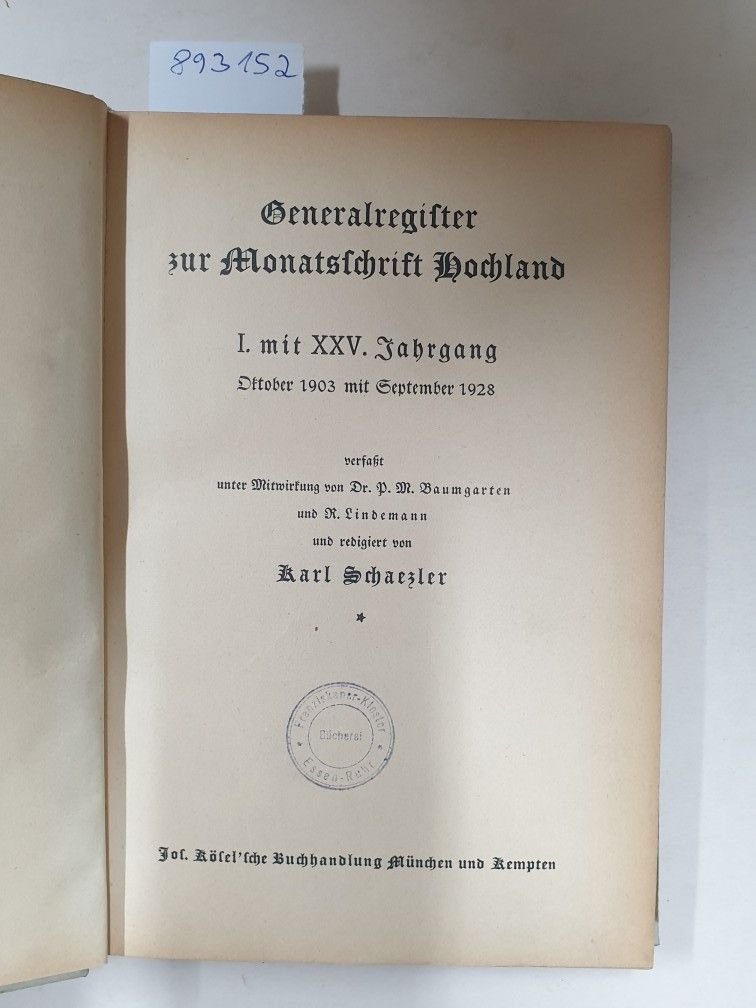 893152
Generalregiſter
zur Monatsſchrift Hochland
I. mit XXV. Jahrgang
Oktober 1903 mit September 1928
verfaßt
unter Mitwirkung von Dr. P. M. Baumgarten
und R. Lindemann
und redigiert von
Karl Schaezler
*
Franziskaner-Kloster
Bücherei
* Essen-Ruhr *
Joſ. Köſel'ſche Buchhandlung München und Kempten